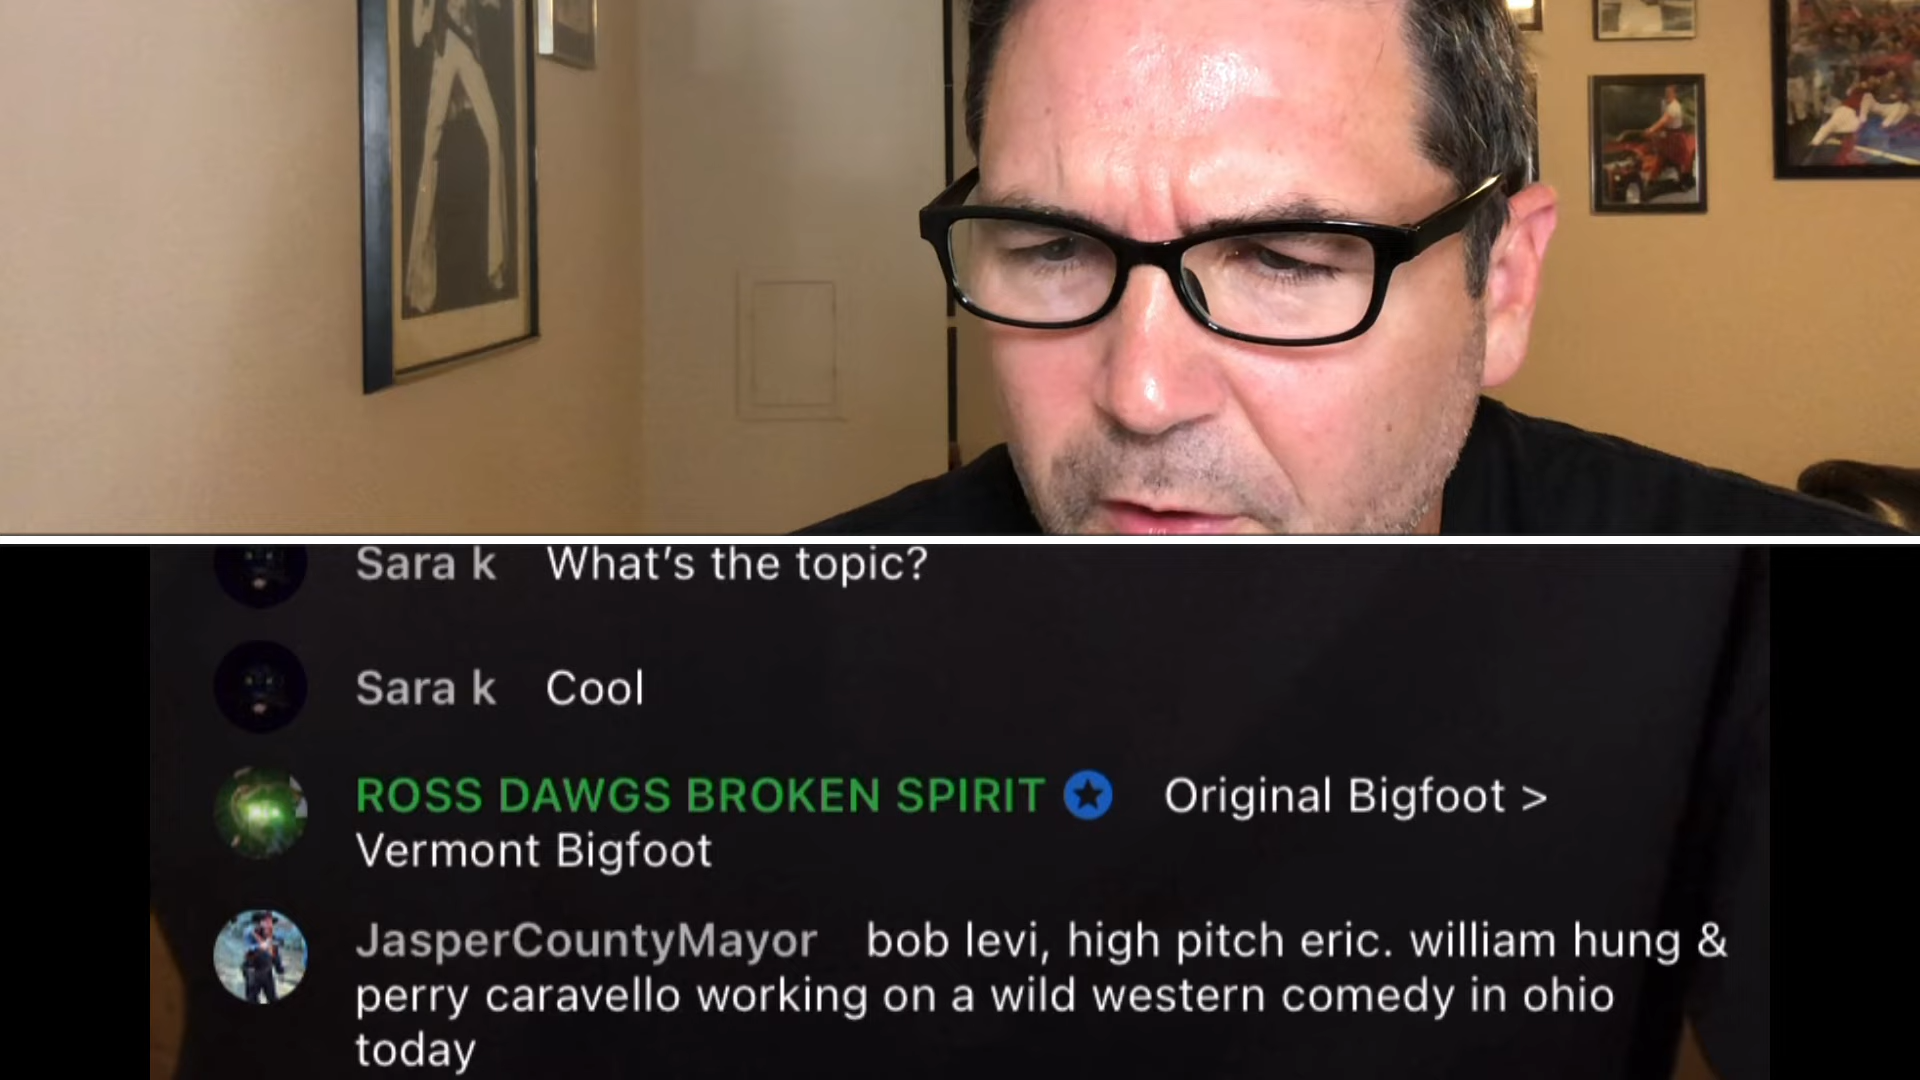 Sara k What's the topic?
Sara k Cool
ROSS DAWGS BROKEN SPIRIT Original Bigfoot >
Vermont Bigfoot
JasperCountyMayor bob levi, high pitch eric. william hung &
perry caravello working on a wild western comedy in ohio
today